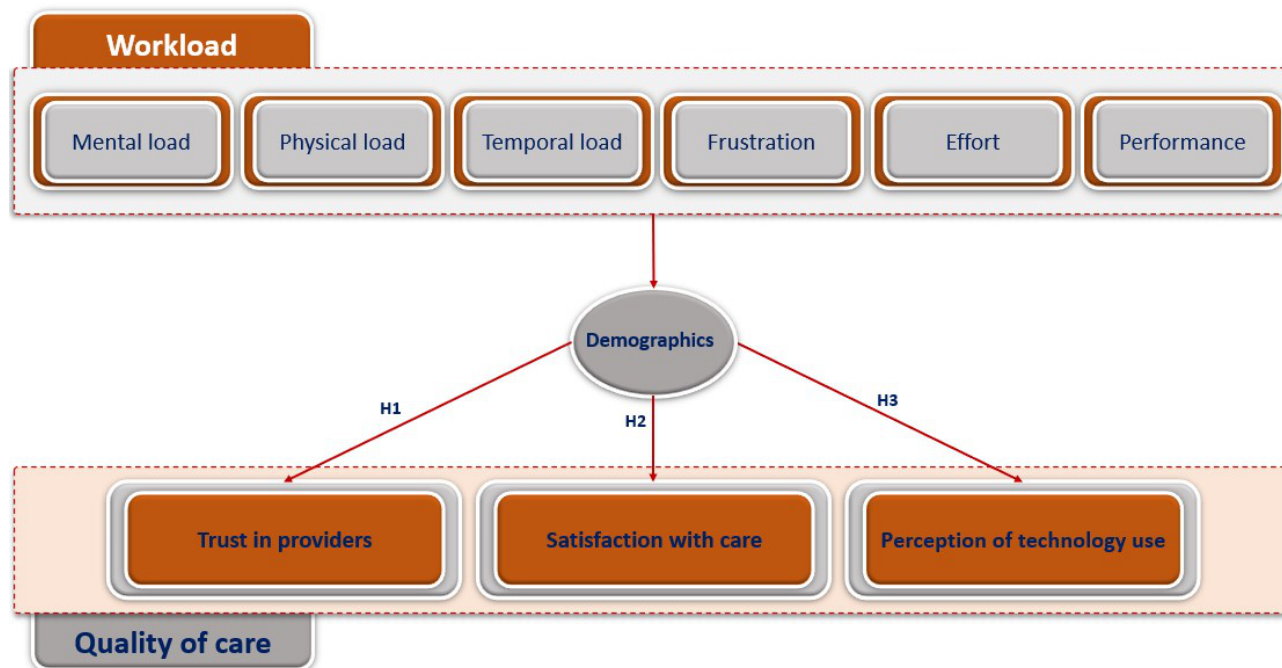 Workload
Mental load
Physical load
Temporal load
Frustration
Effort
Performance
Demographics
H1
H2
H3
Trust in providers
Satisfaction with care
Perception of technology use
Quality of care